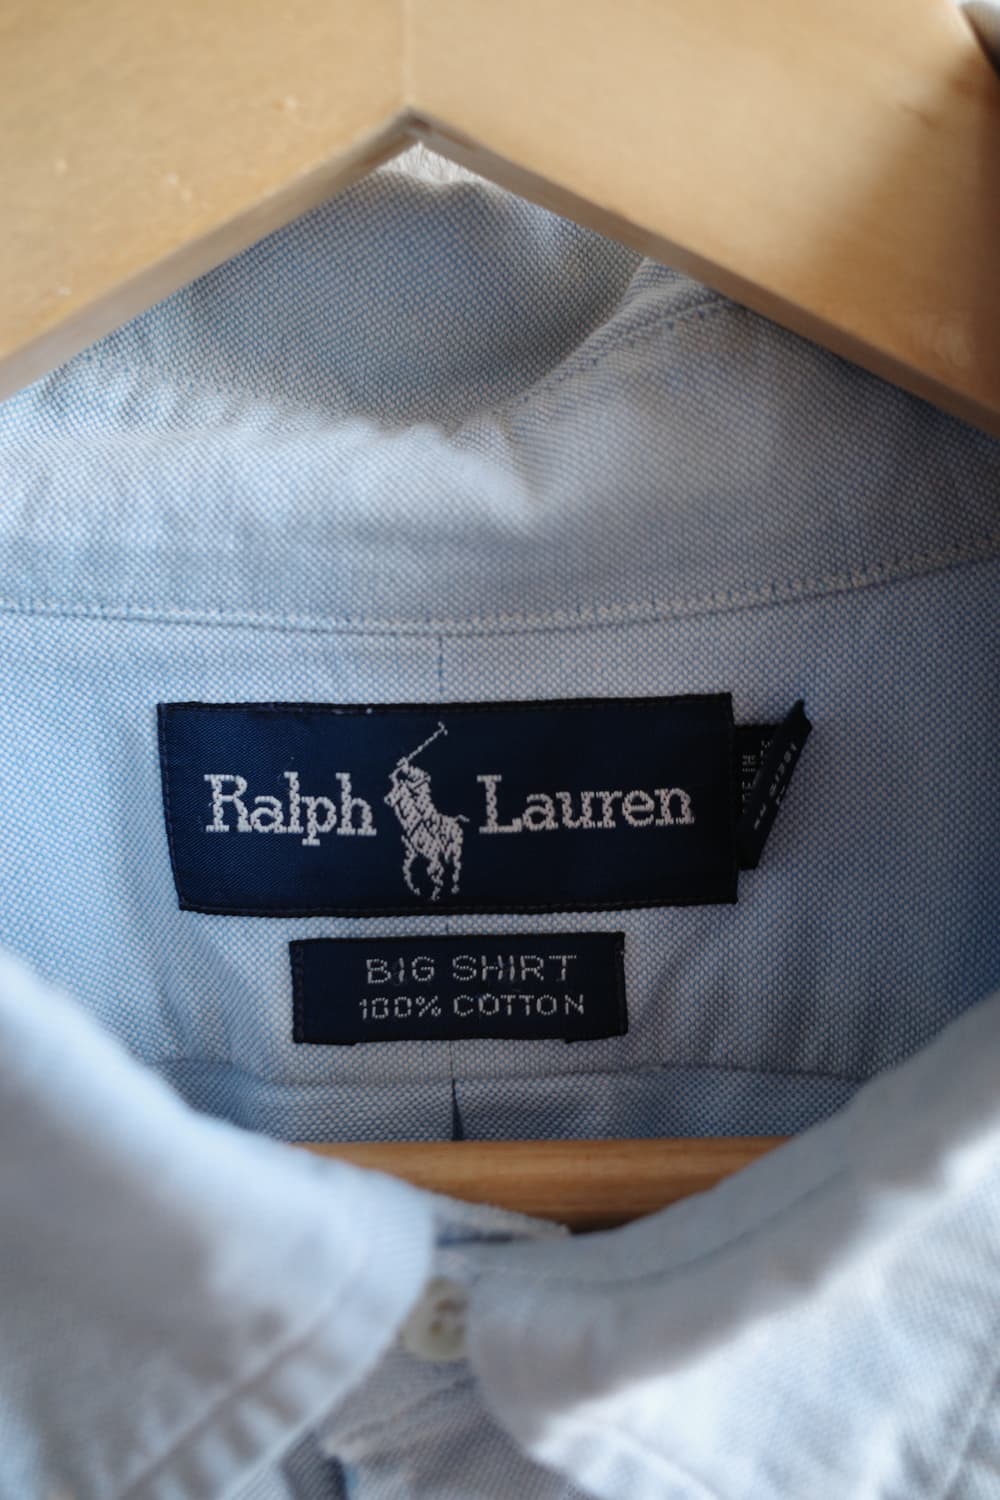 Ralph Lauren
BIG SHIRT
100% COTTON